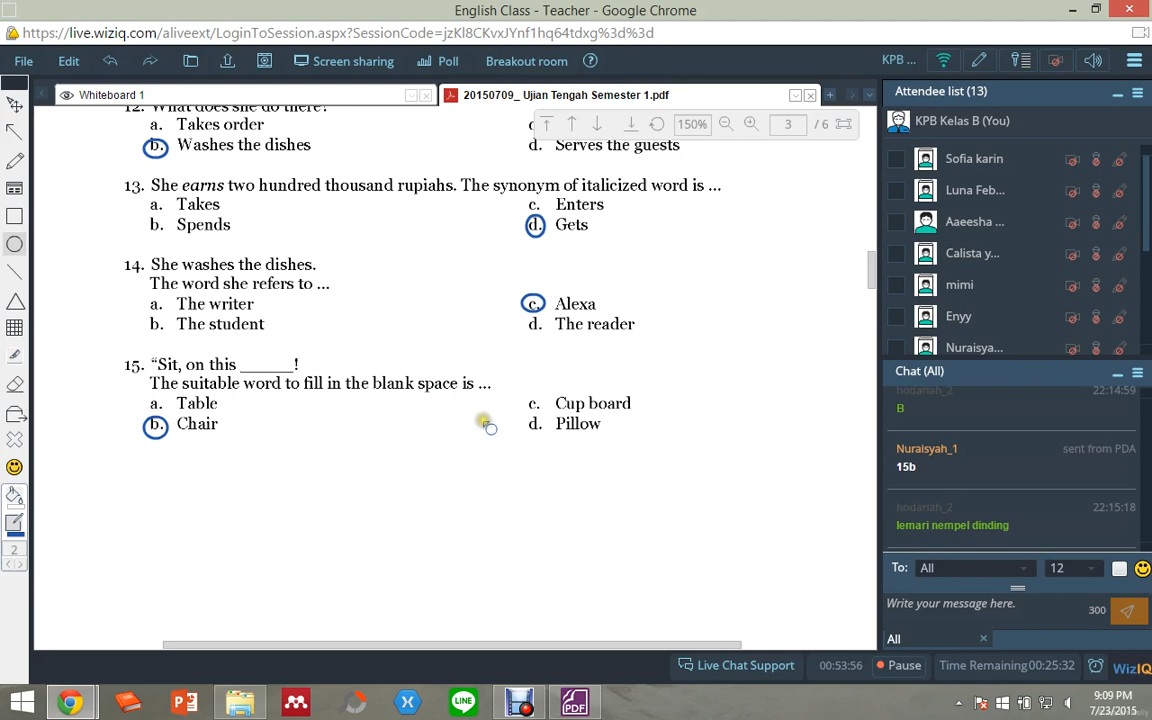 English Class - Teacher - Google Chrome
https://live.wiziq.com/aliveext/LoginToSession.aspx?SessionCode=jzKl8CKvxJYnf1hq64tdxg%3d%3d
File Edit Screen sharing Poll Breakout room ? KPB ...
Whiteboard 1
20150709_ Ujian Tengah Semester 1.pdf
Attendee list (13)
150% 3 / 6
KPB Kelas B (You)
Sofia karin
Luna Feb...
Aaeesha ...
Calista y...
mimi
Enyy
Nuraisya...
12. What does she do there?
a. Takes order
b. Washes the dishes
d. Serves the guests
13. She earns two hundred thousand rupiahs. The synonym of italicized word is ...
a. Takes
c. Enters
b. Spends
d. Gets
14. She washes the dishes.
The word she refers to ...
a. The writer
c. Alexa
b. The student
d. The reader
15. “Sit, on this ______!
The suitable word to fill in the blank space is ...
a. Table
c. Cup board
b. Chair
d. Pillow
2
Chat (All)
hodariah_2 22:14:59
B
Nuraisyah_1 sent from PDA
15b
hodariah_2 22:15:18
lemari nempel dinding
To: All 12
Write your message here. 300
All
Live Chat Support 00:53:56 Pause Time Remaining 00:25:32 WizIQ
PDF
9:09 PM
7/23/2015